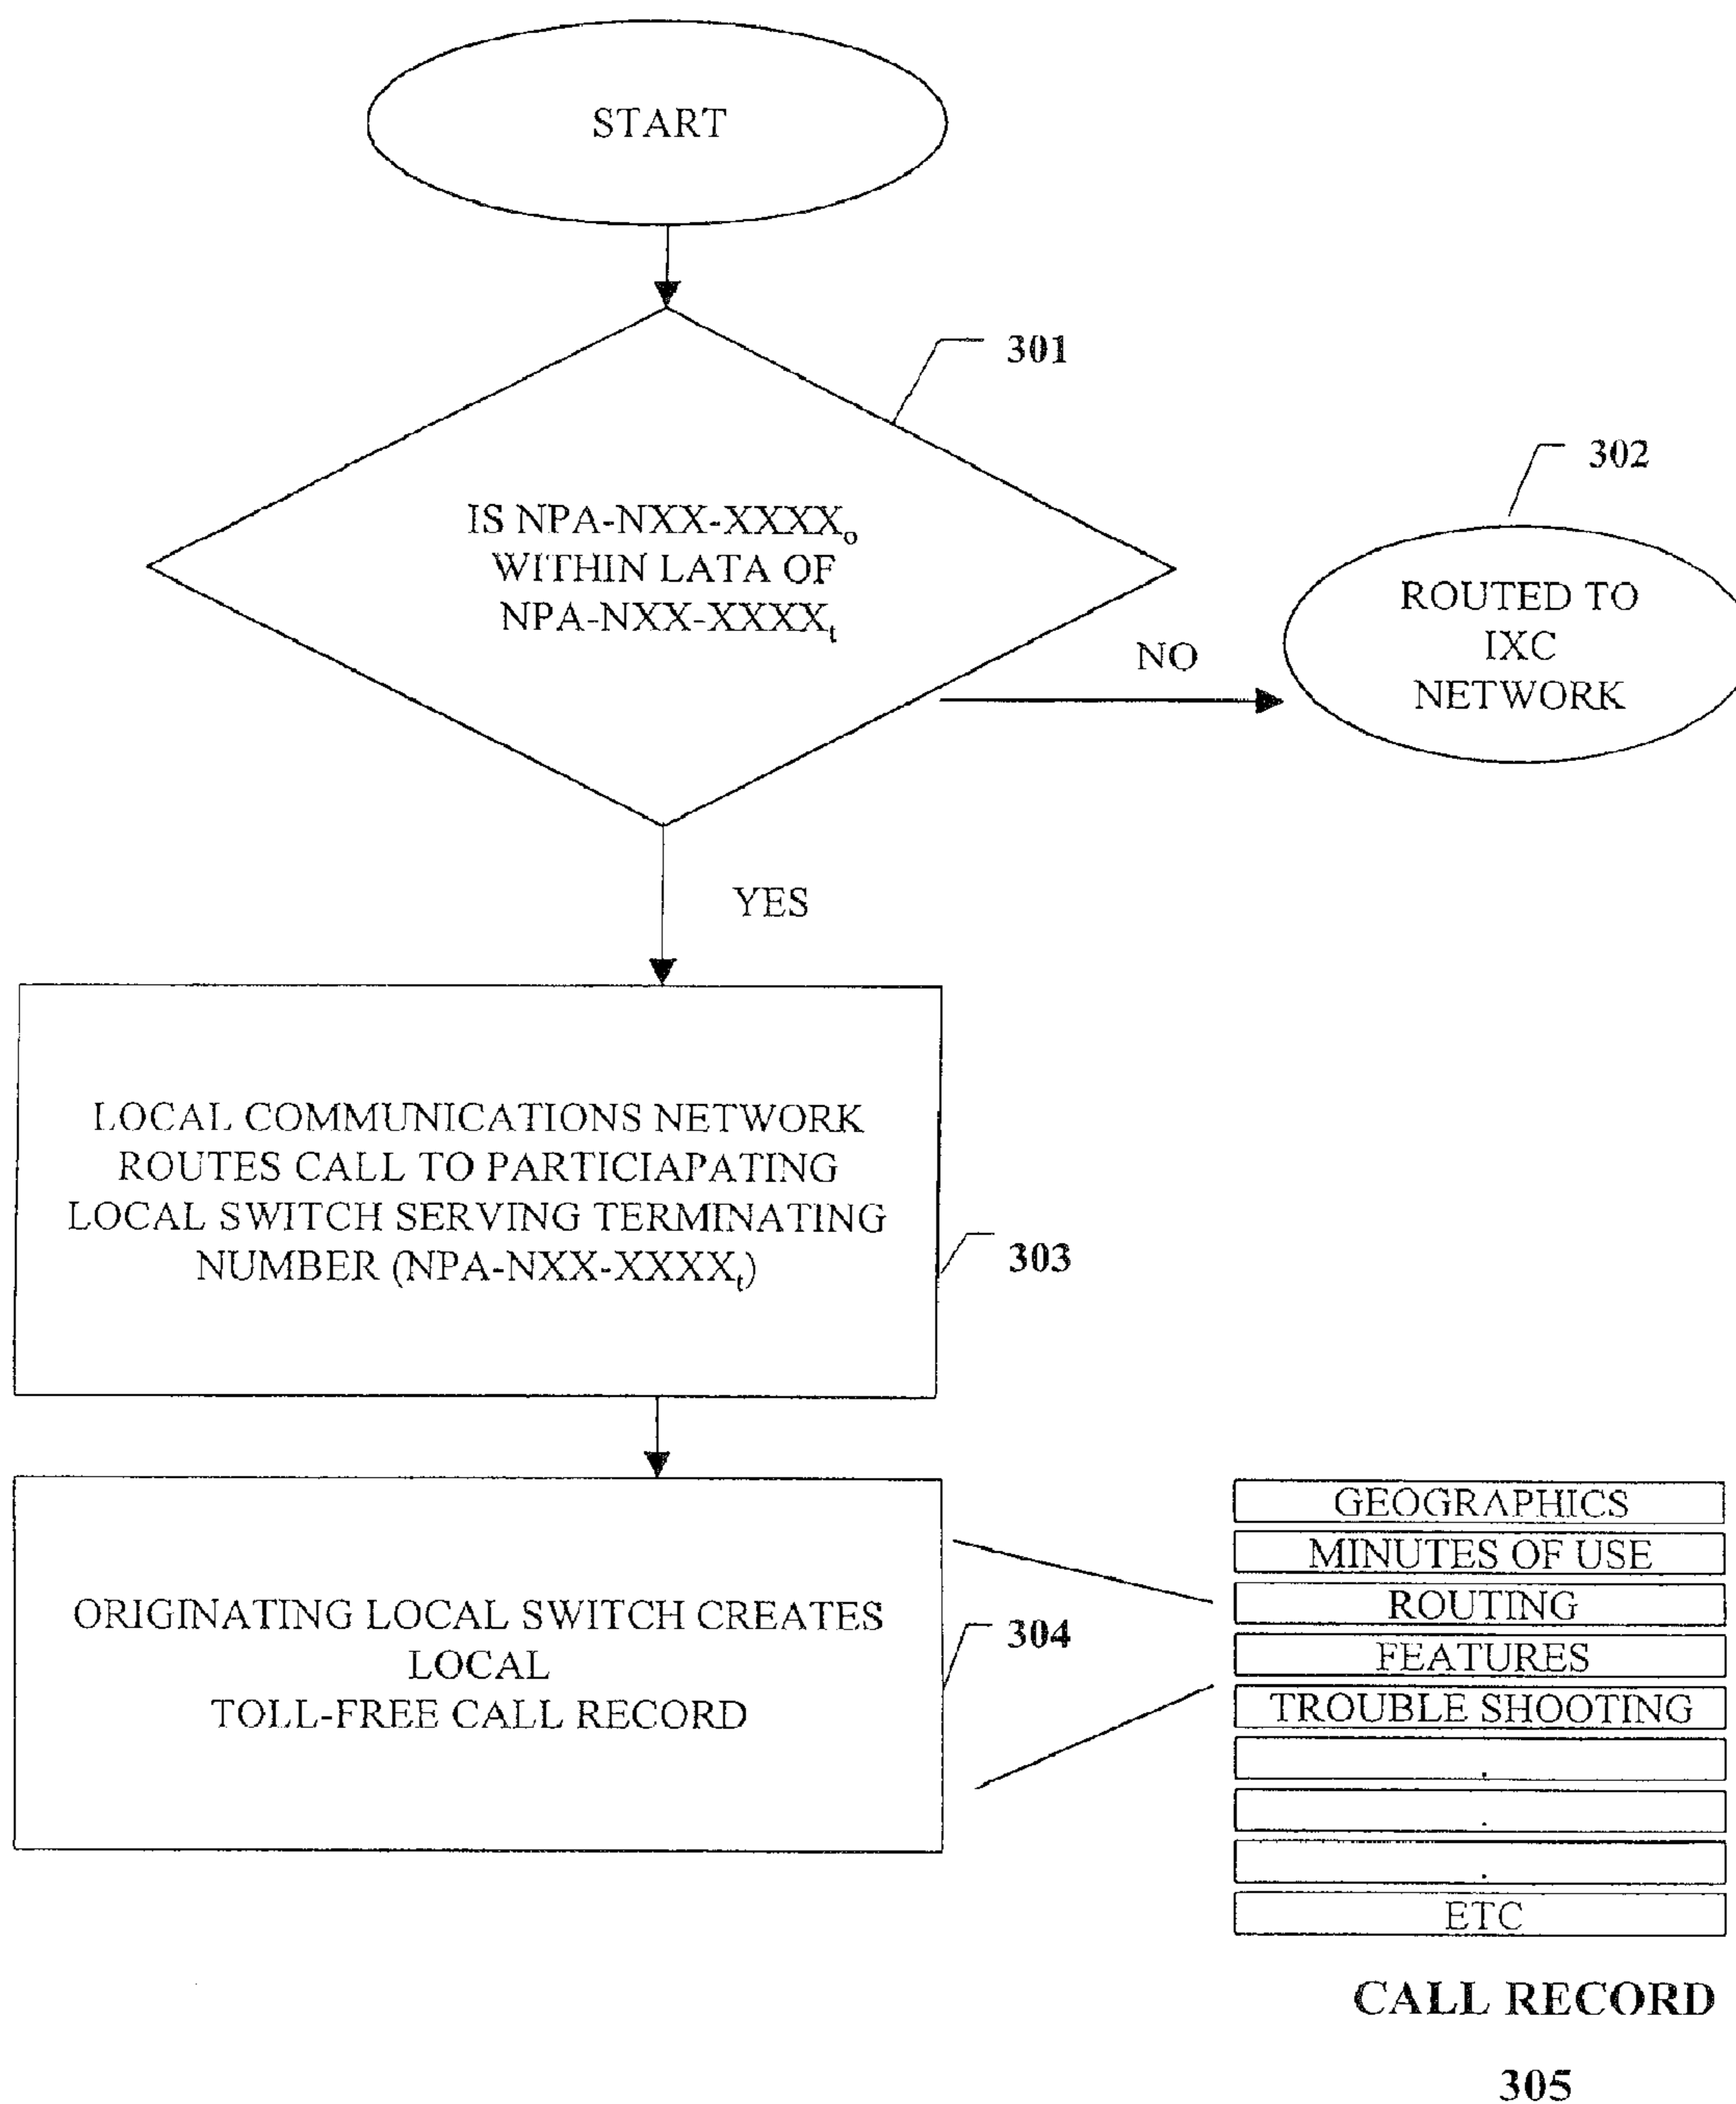 START
301
IS NPA-NXX-XXXXo
WITHIN LATA OF
NPA-NXX-XXXXt
302
ROUTED TO
IXC
NETWORK
NO
YES
LOCAL COMMUNICATIONS NETWORK
ROUTES CALL TO PARTICIAPATING
LOCAL SWITCH SERVING TERMINATING
NUMBER (NPA-NXX-XXXXt)
303
ORIGINATING LOCAL SWITCH CREATES
LOCAL
TOLL-FREE CALL RECORD
304
GEOGRAPHICS
MINUTES OF USE
ROUTING
FEATURES
TROUBLE SHOOTING
.
.
.
ETC
CALL RECORD
305